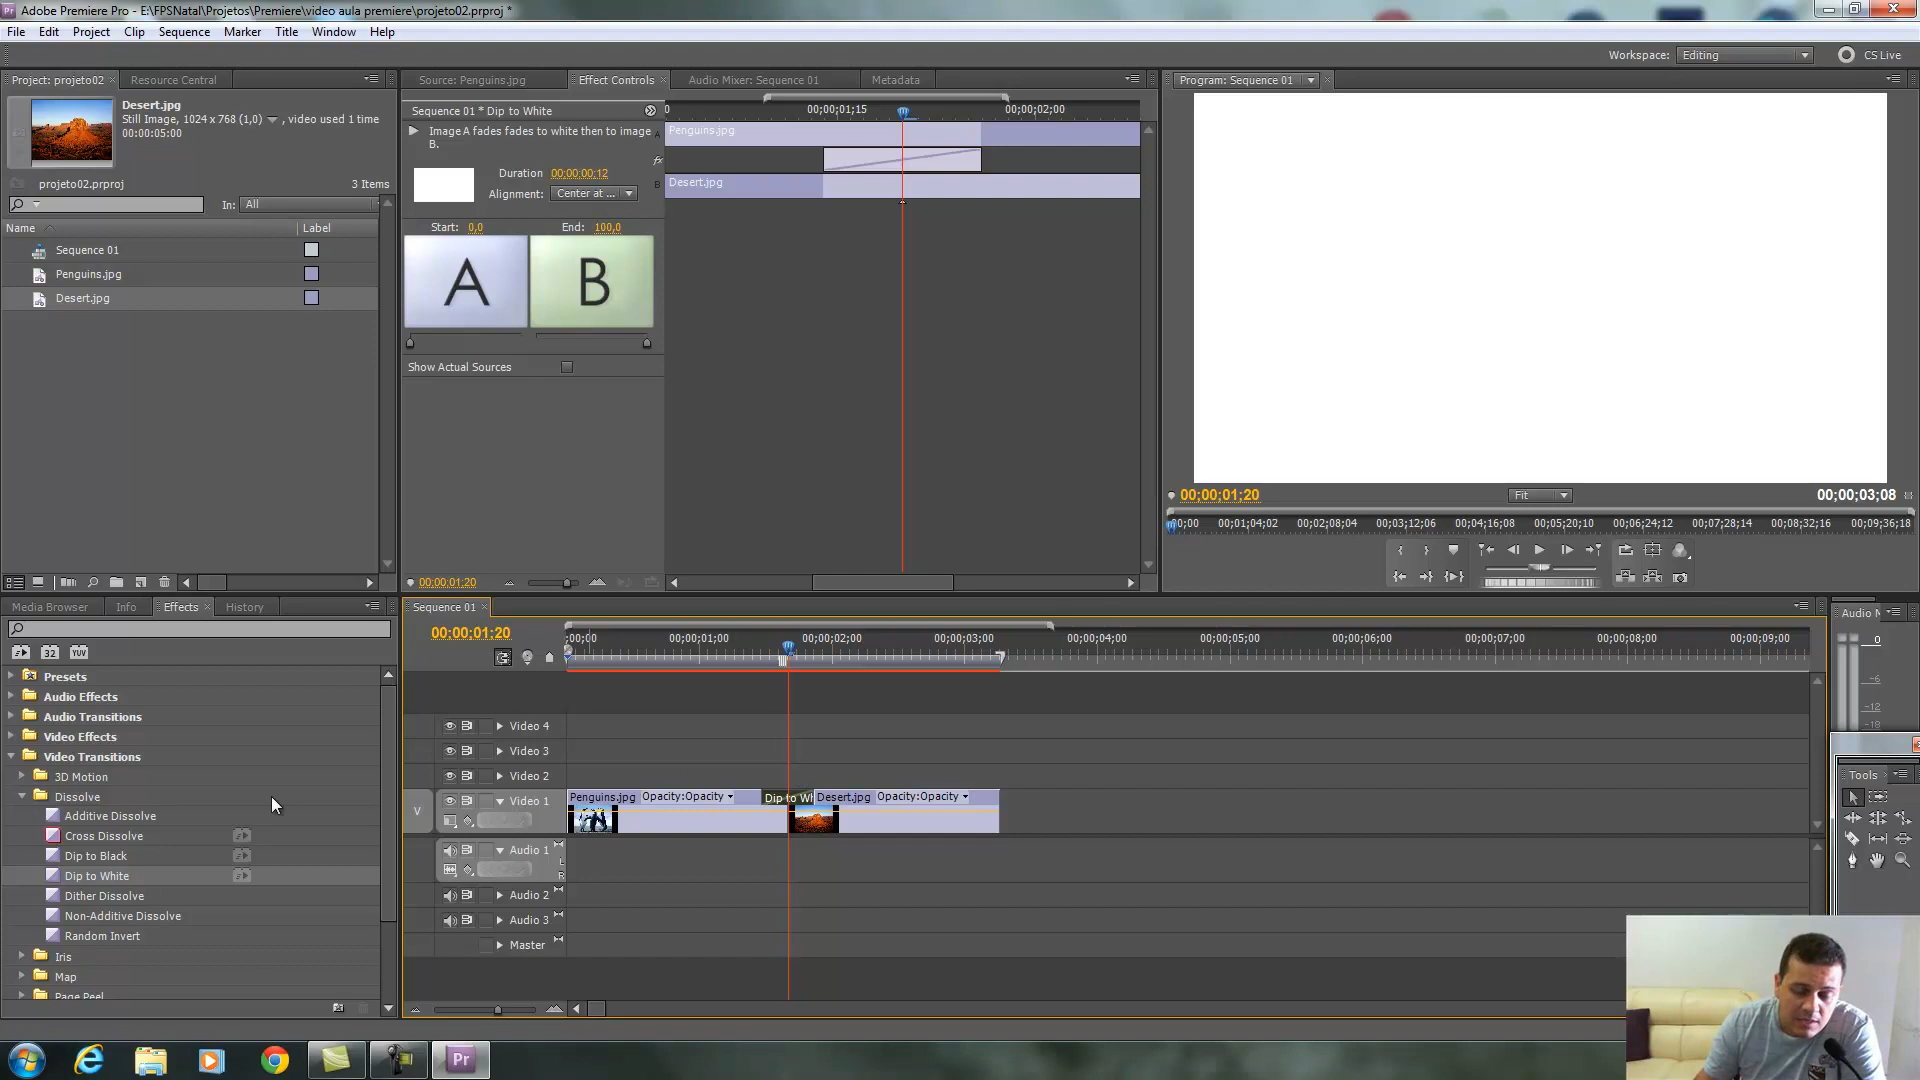 Adobe Premiere Pro - E:\FPSNatal\Projetos\Premiere\video aula premiere\projeto02.prproj *
File Edit Project Clip Sequence Marker Title Window Help
Workspace: Editing CS Live
Project: projeto02 Resource Central
Desert.jpg
Still Image, 1024 x 768 (1,0) , video used 1 time
00;00;05;00
projeto02.prproj 3 Items
In: All
Name Label
Sequence 01
Penguins.jpg
Desert.jpg
Source: Penguins.jpg Effect Controls Audio Mixer: Sequence 01 Metadata
Sequence 01 * Dip to White
Image A fades fades to white then to image B.
Duration 00;00;00;12
Alignment: Center at ...
Start: 0,0 End: 100,0
A B
Show Actual Sources
0 00;00;01;15 00;00;02;00
A Penguins.jpg
fx
B Desert.jpg
00;00;01;20
Program: Sequence 01
00;00;01;20 Fit 00;00;03;08
00;00 00;01;04;02 00;02;08;04 00;03;12;06 00;04;16;08 00;05;20;10 00;06;24;12 00;07;28;14 00;08;32;16 00;09;36;18
Media Browser Info Effects History
32 YUV
Presets
Audio Effects
Audio Transitions
Video Effects
Video Transitions
3D Motion
Dissolve
Additive Dissolve
Cross Dissolve
Dip to Black
Dip to White
Dither Dissolve
Non-Additive Dissolve
Random Invert
Iris
Map
Page Peel
Sequence 01
00;00;01;20
;00;00 00;00;01;00 00;00;02;00 00;00;03;00 00;00;04;00 00;00;05;00 00;00;06;00 00;00;07;00 00;00;08;00 00;00;09;00
Video 4
Video 3
Video 2
V Video 1
Penguins.jpg Opacity:Opacity Dip to Wh Desert.jpg Opacity:Opacity
Audio 1
L
R
Audio 2
Audio 3
Master
Audio M
0
-6
-12
-18
Tools
Pr